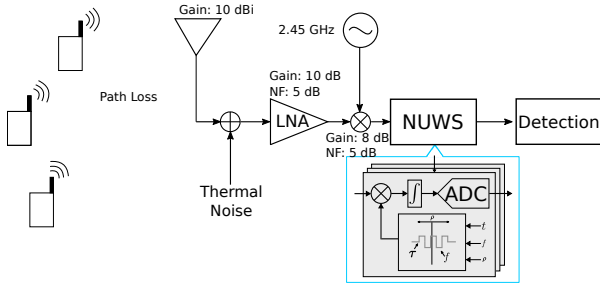 Gain: 10 dBi
2.45 GHz
Path Loss
Gain: 10 dB
NF: 5 dB
LNA
Gain: 8 dB
NF: 5 dB
NUWS
Detection
Thermal
Noise
∫
ADC
ρ
τ
f
t
f
ρ